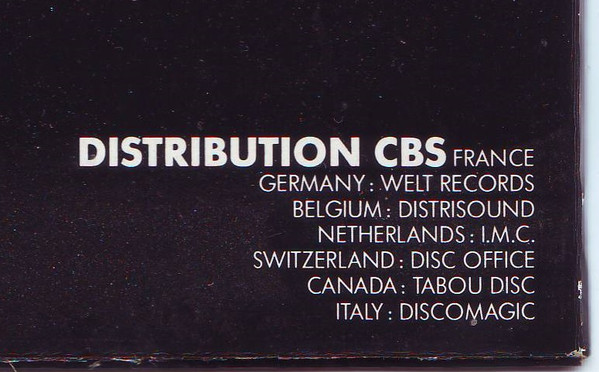 DISTRIBUTION CBS FRANCE
GERMANY : WELT RECORDS
BELGIUM : DISTRISOUND
NETHERLANDS : I.M.C.
SWITZERLAND : DISC OFFICE
CANADA : TABOU DISC
ITALY : DISCOMAGIC